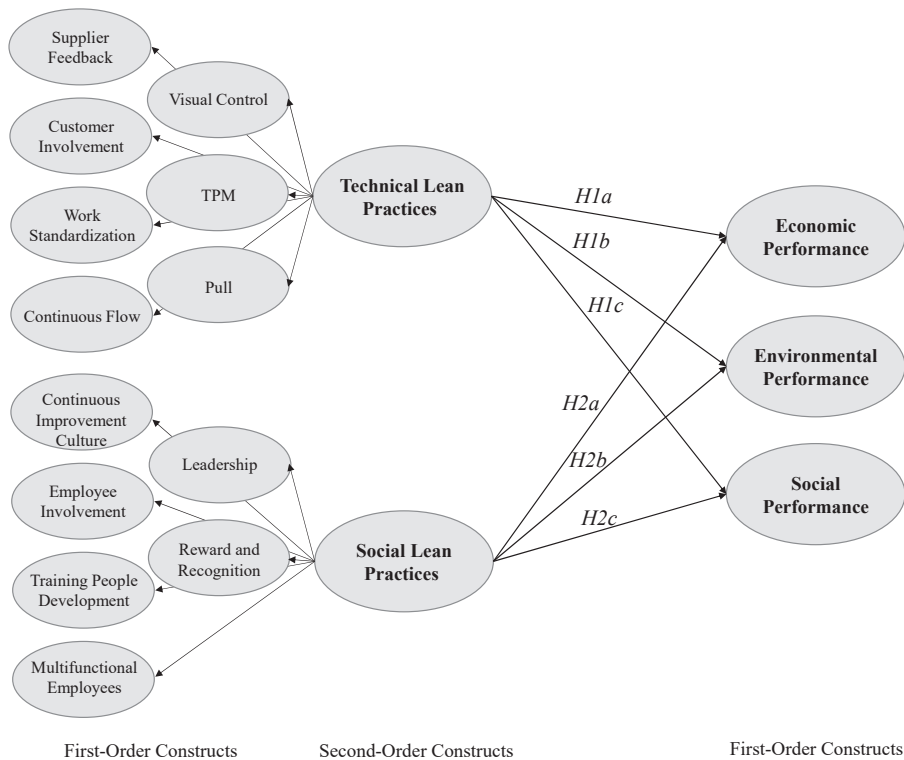 Supplier
Feedback
Visual Control
Customer
Involvement
TPM
Work
Standardization
Pull
Continuous Flow
Technical Lean
Practices
H1a
H1b
H1c
Economic
Performance
Environmental
Performance
Social
Performance
H2a
H2b
H2c
Continuous
Improvement
Culture
Leadership
Employee
Involvement
Reward and
Recognition
Training People
Development
Multifunctional
Employees
Social Lean
Practices
First-Order Constructs
Second-Order Constructs
First-Order Constructs